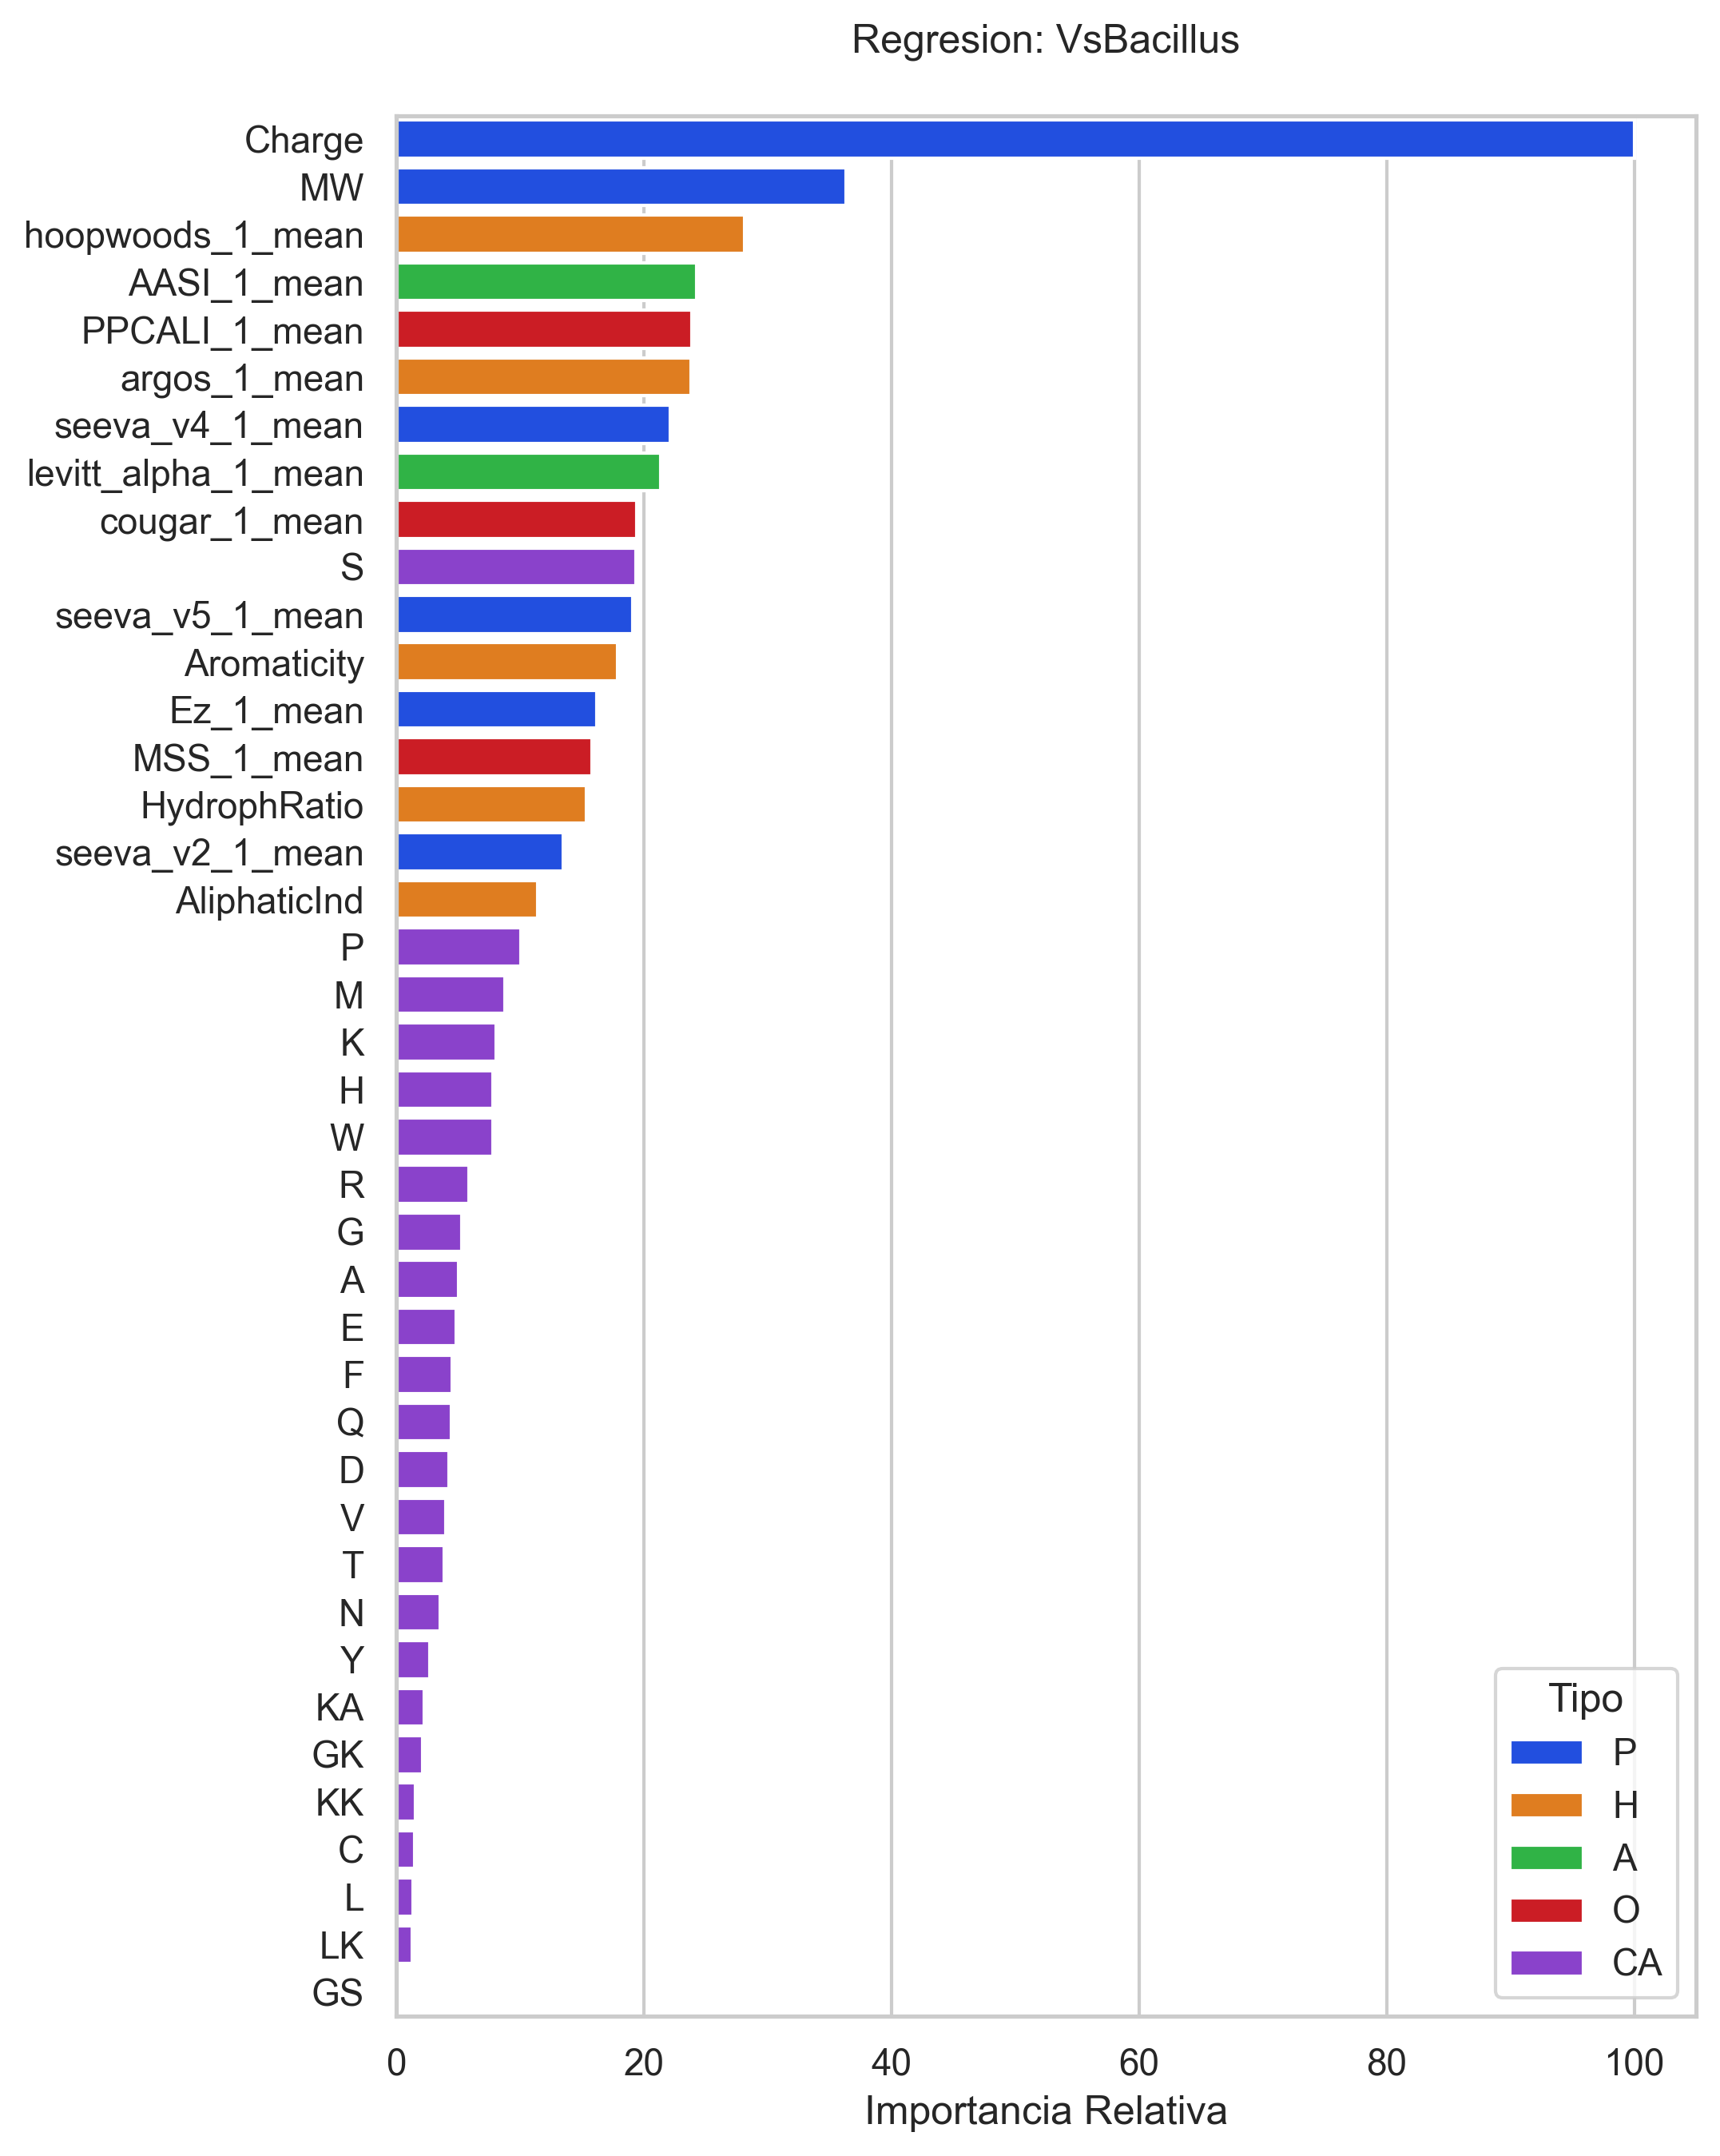 Regresion: VsBacillus
Charge
MW
hoopwoods_1_mean
AASI_1_mean
PPCALI_1_mean
argos_1_mean
seeva_v4_1_mean
levitt_alpha_1_mean
cougar_1_mean
S
seeva_v5_1_mean
Aromaticity
Ez_1_mean
MSS_1_mean
HydrophRatio
seeva_v2_1_mean
AliphaticInd
P
M
K
H
W
R
G
A
E
F
Q
D
V
T
N
Y
KA
GK
KK
C
L
LK
GS
Tipo
P
H
A
O
CA
0 20 40 60 80 100
Importancia Relativa